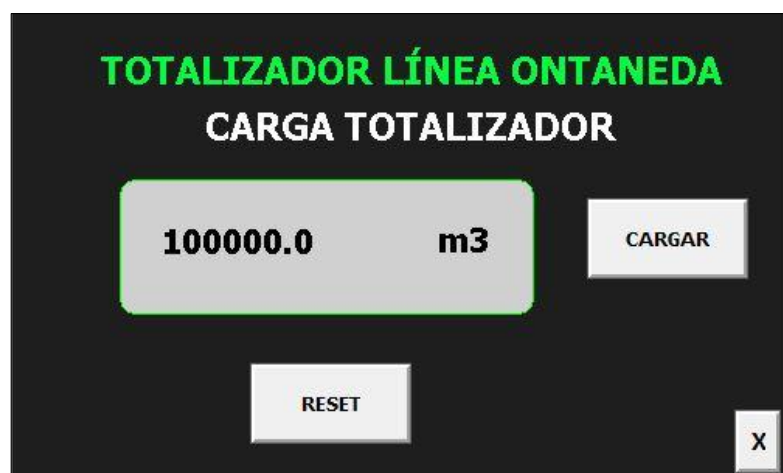 TOTALIZADOR LÍNEA ONTANEDA
CARGA TOTALIZADOR
100000.0 m3
CARGAR
RESET
X